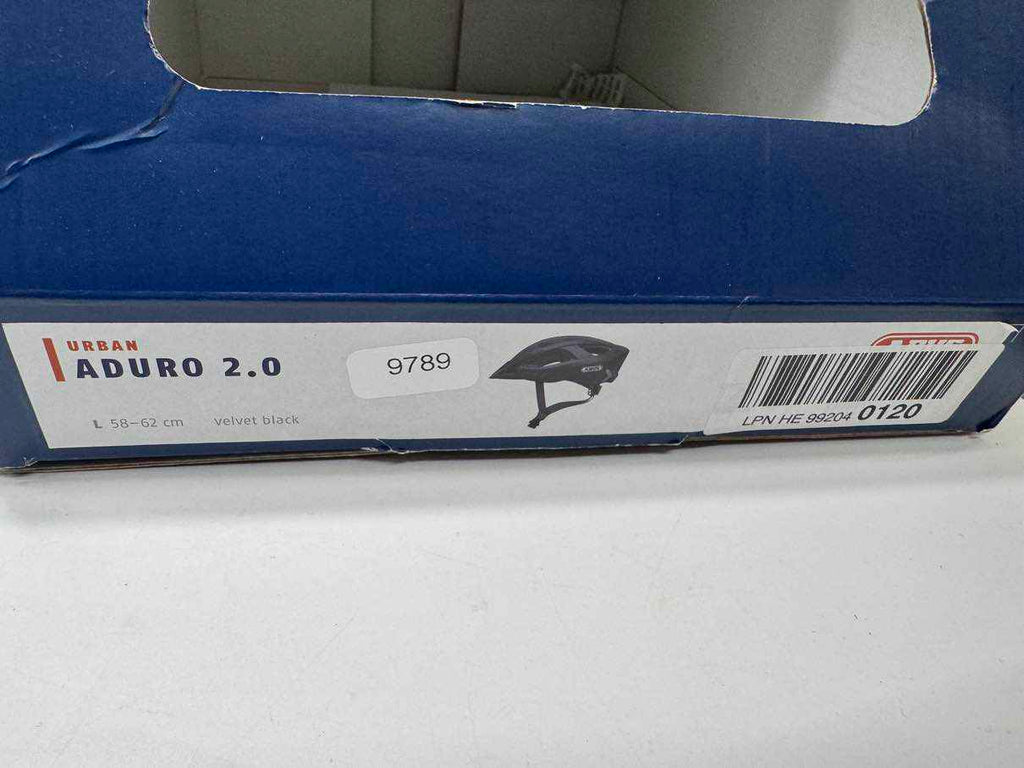 URBAN
ADURO 2.0
L 58–62 cm velvet black
9789
LPN HE 99204 0120